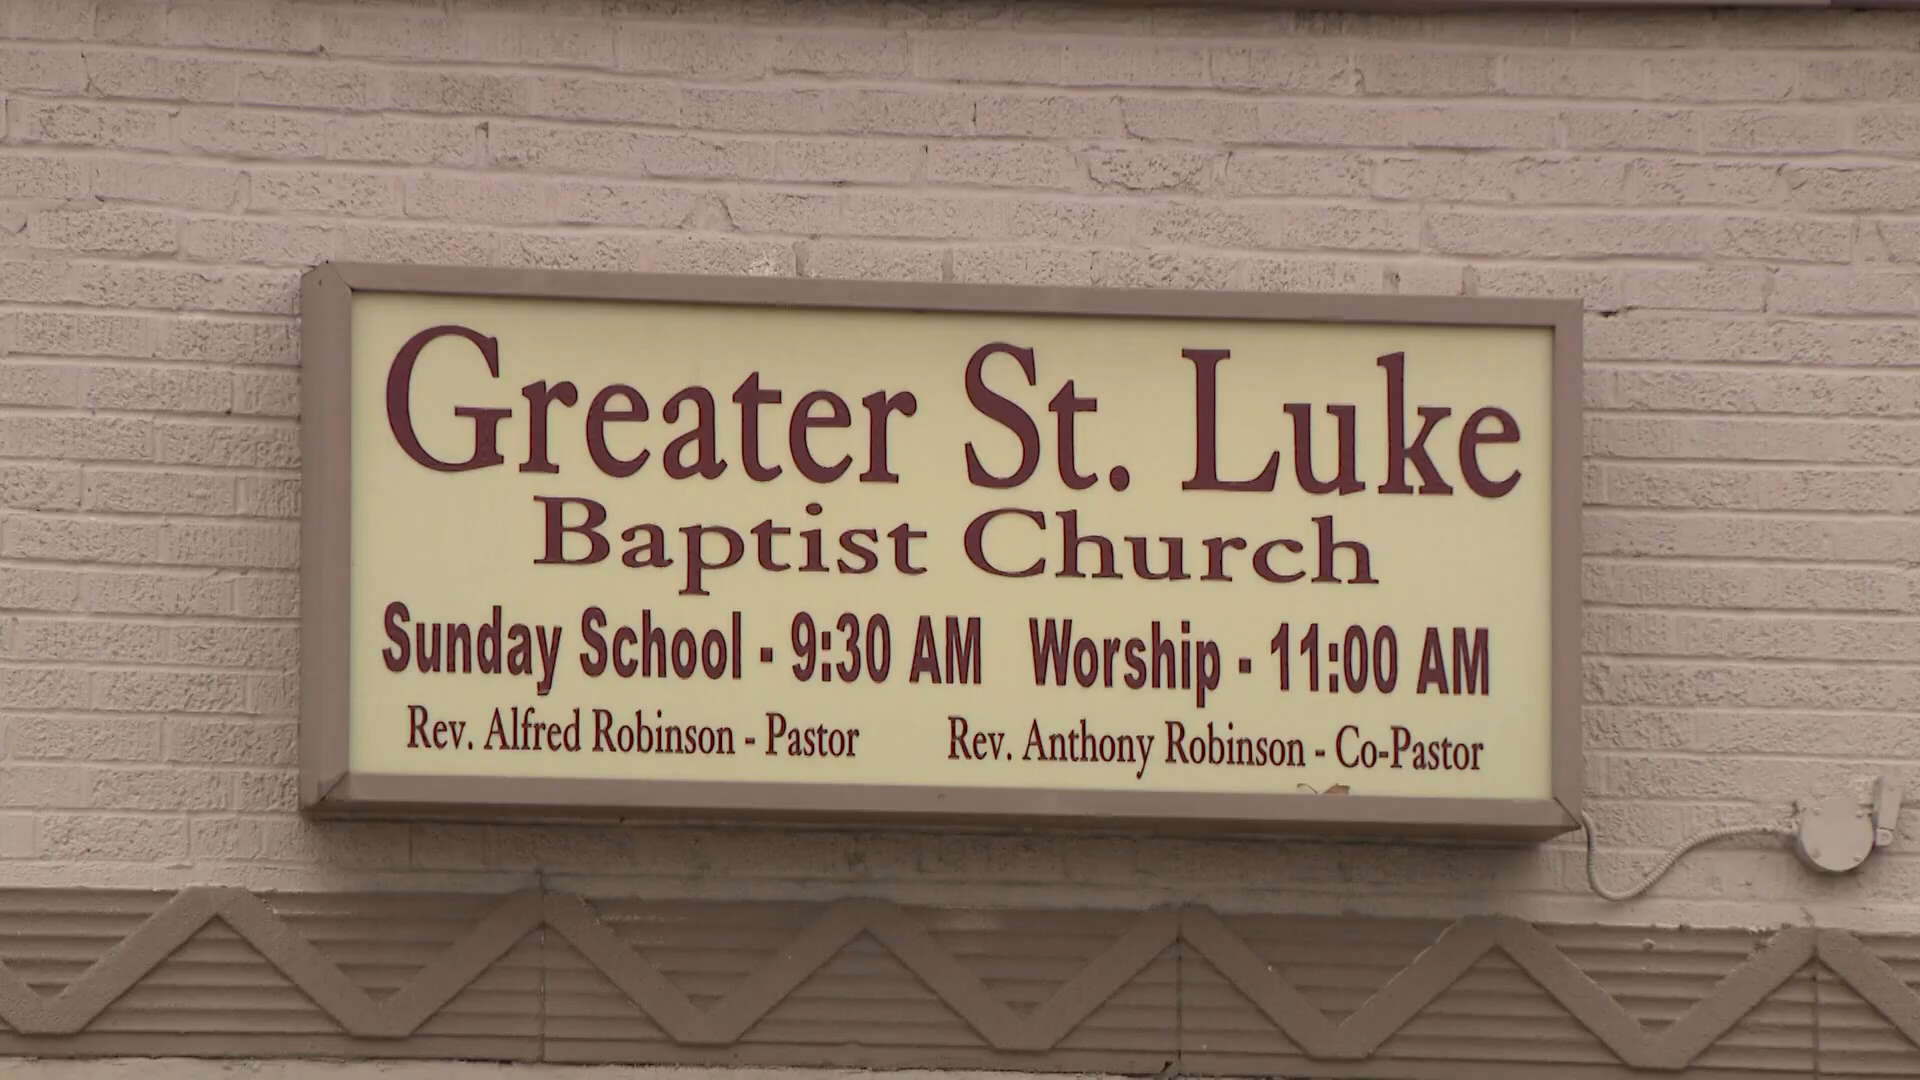 Greater St. Luke
Baptist Church
Sunday School - 9:30 AM Worship - 11:00 AM
Rev. Alfred Robinson - Pastor Rev. Anthony Robinson - Co-Pastor